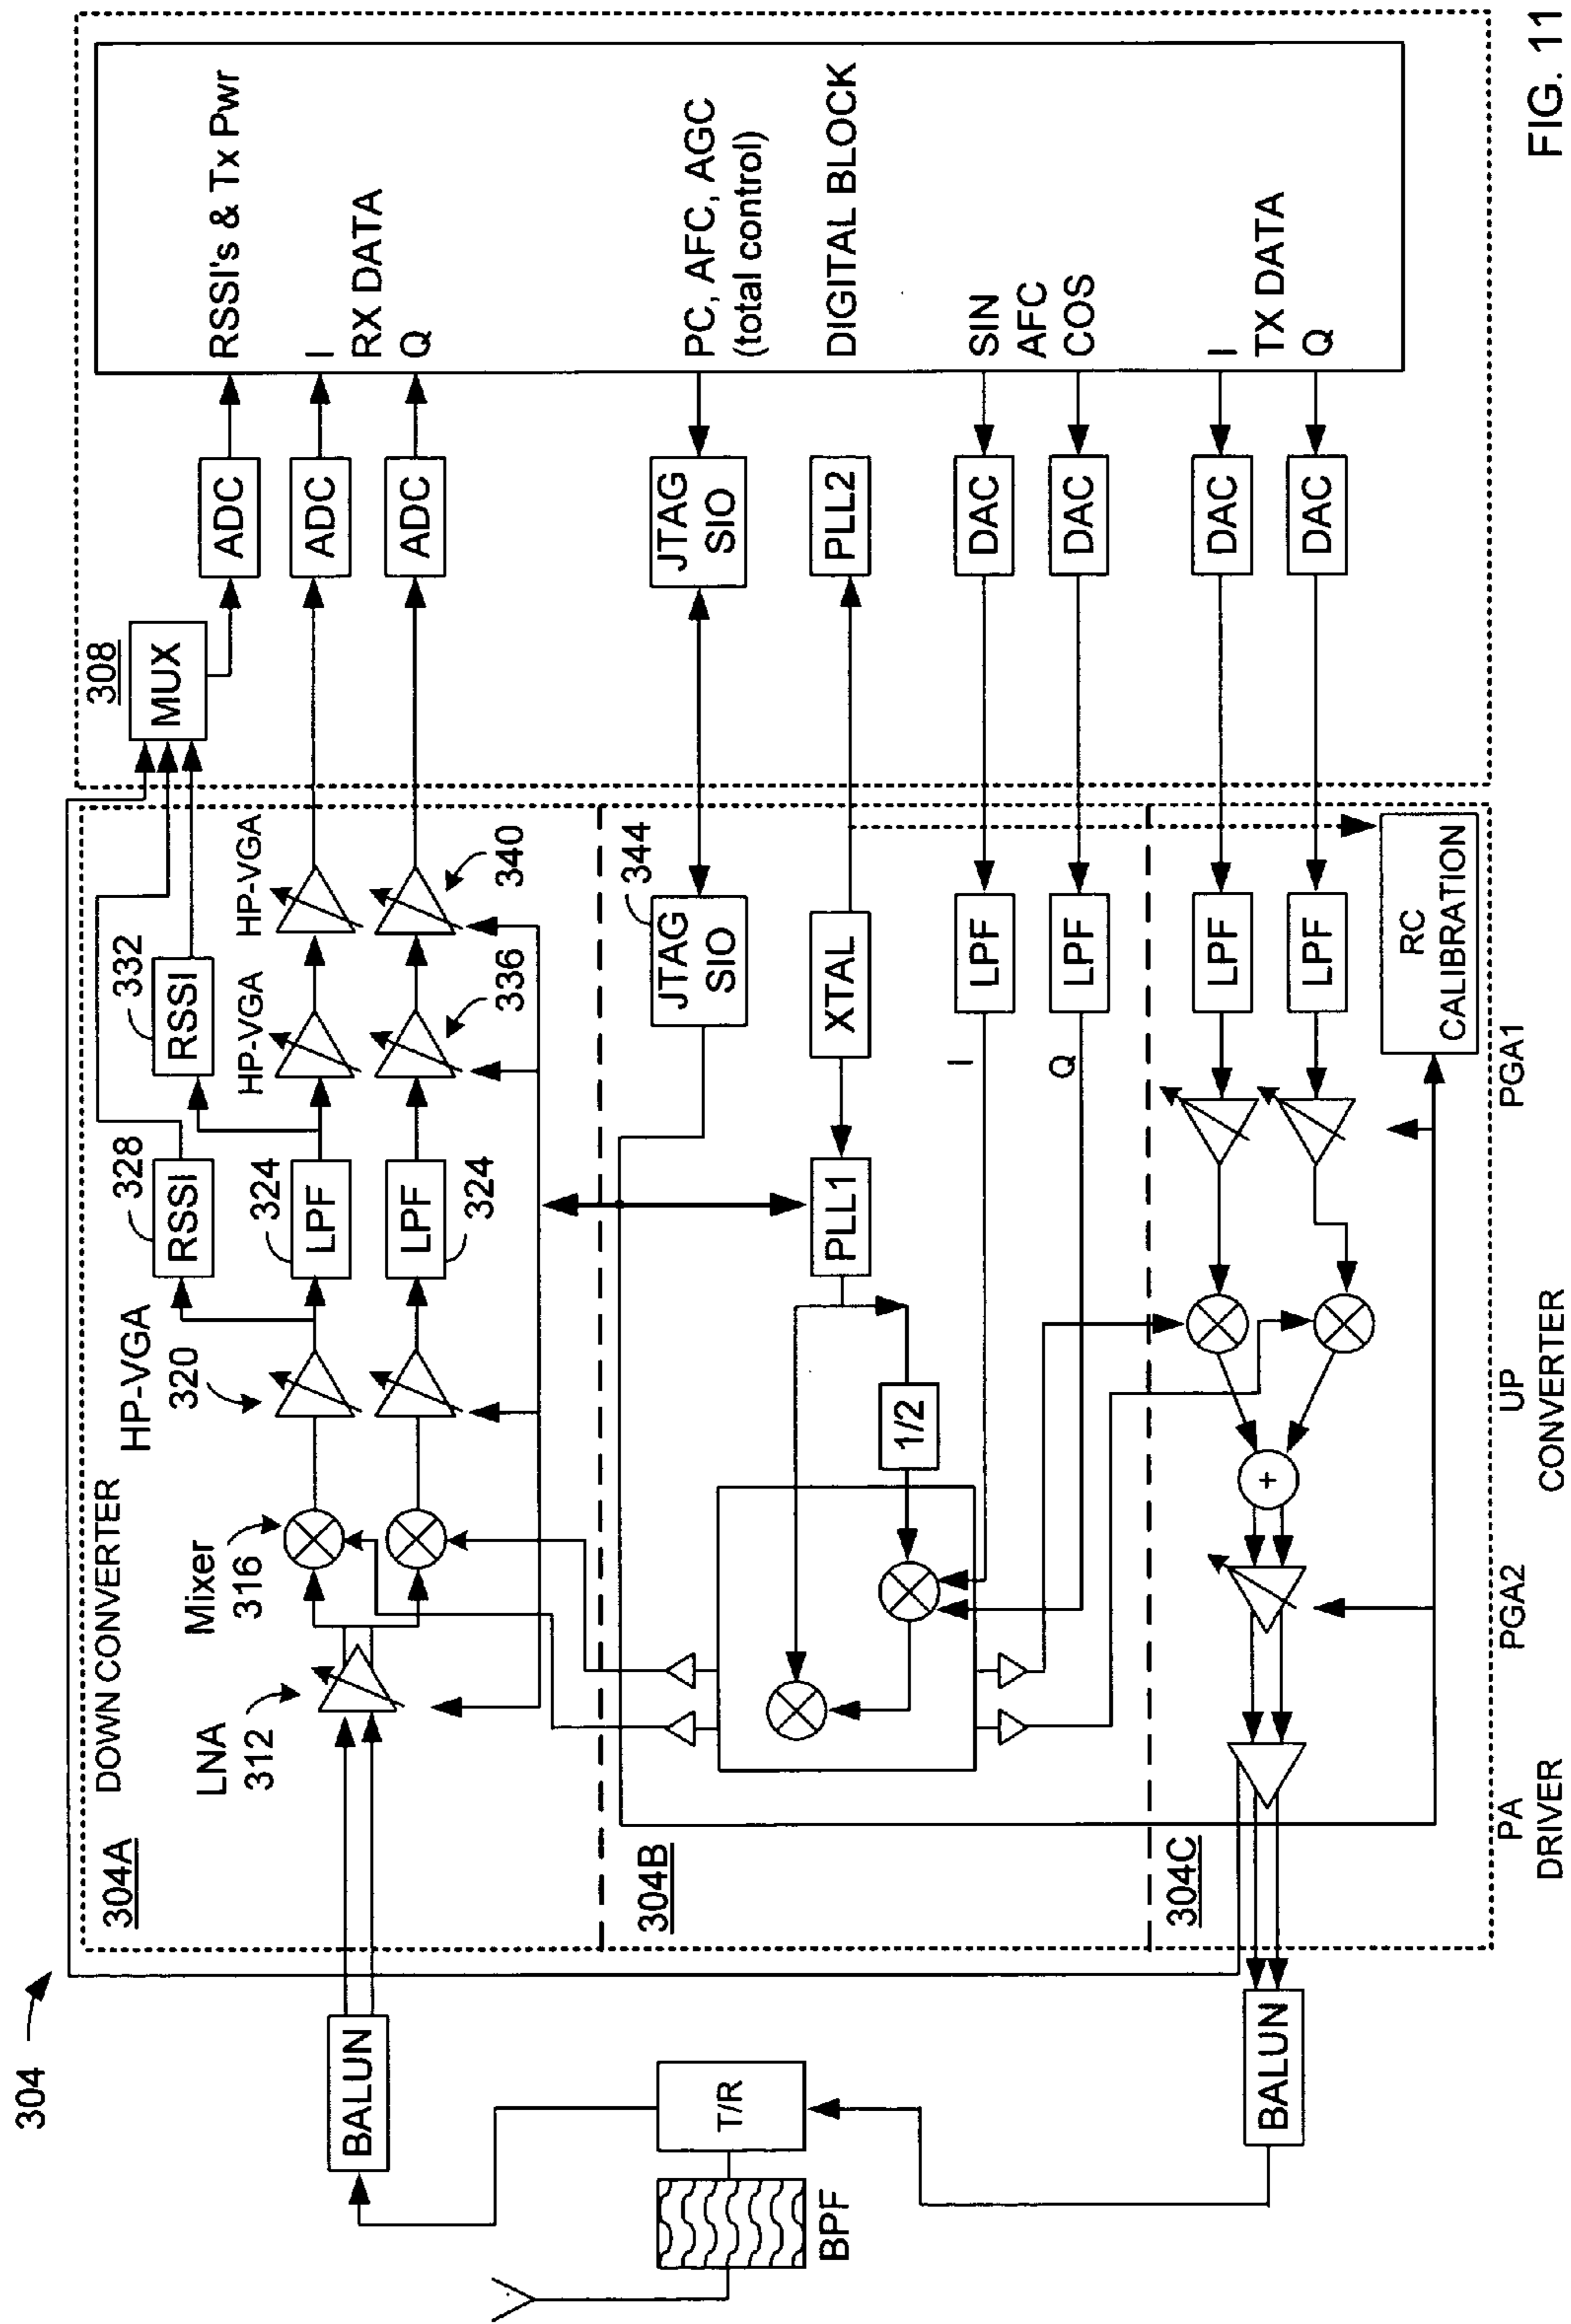 304
DOWN CONVERTER
304A
LNA
312
Mixer
316
HP-VGA
320
RSSI
328
RSSI
332
324
LPF
LPF
324
HP-VGA
HP-VGA
336
340
308
MUX
ADC
ADC
ADC
RSSI's & Tx Pwr
I
RX DATA
Q
BALUN
T/R
BPF
BALUN
304B
JTAG
SIO
344
JTAG
SIO
PC, AFC, AGC
(total control)
DIGITAL BLOCK
XTAL
PLL1
PLL2
1/2
I
Q
LPF
LPF
DAC
DAC
SIN
AFC
COS
304C
+
LPF
LPF
DAC
DAC
I
TX DATA
Q
RC
CALIBRATION
PA
DRIVER
PGA2
UP
CONVERTER
PGA1
FIG. 11